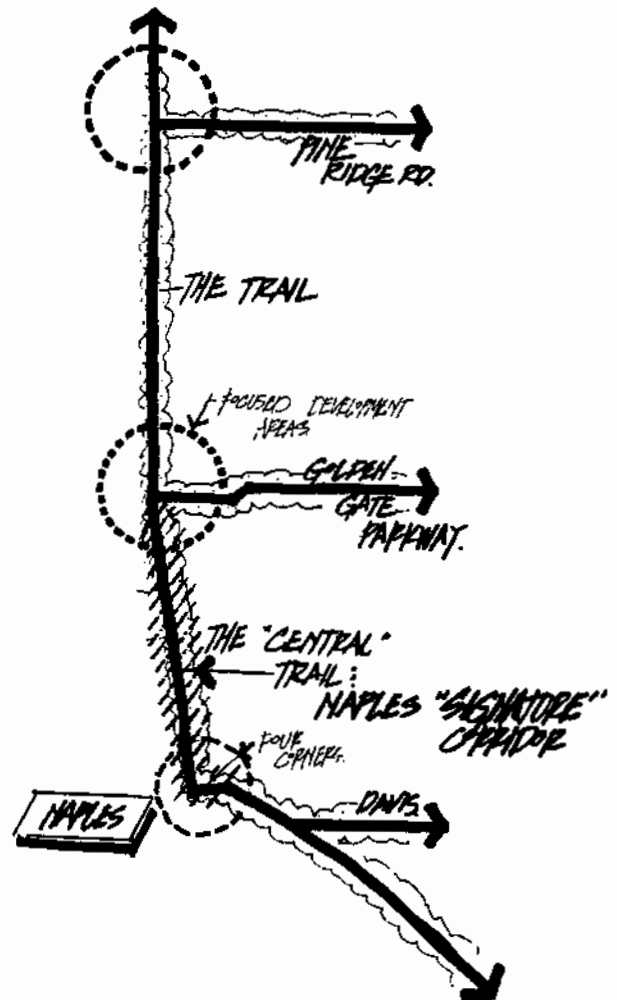 PINE
RIDGE RD.
THE TRAIL
FOCUSED DEVELOPMENT
AREAS
GOLDEN
GATE
PARKWAY.
THE "CENTRAL"
TRAIL:
NAPLES "SIGNATURE"
CORRIDOR
FOUR
CORNERS.
DAVIS
NAPLES